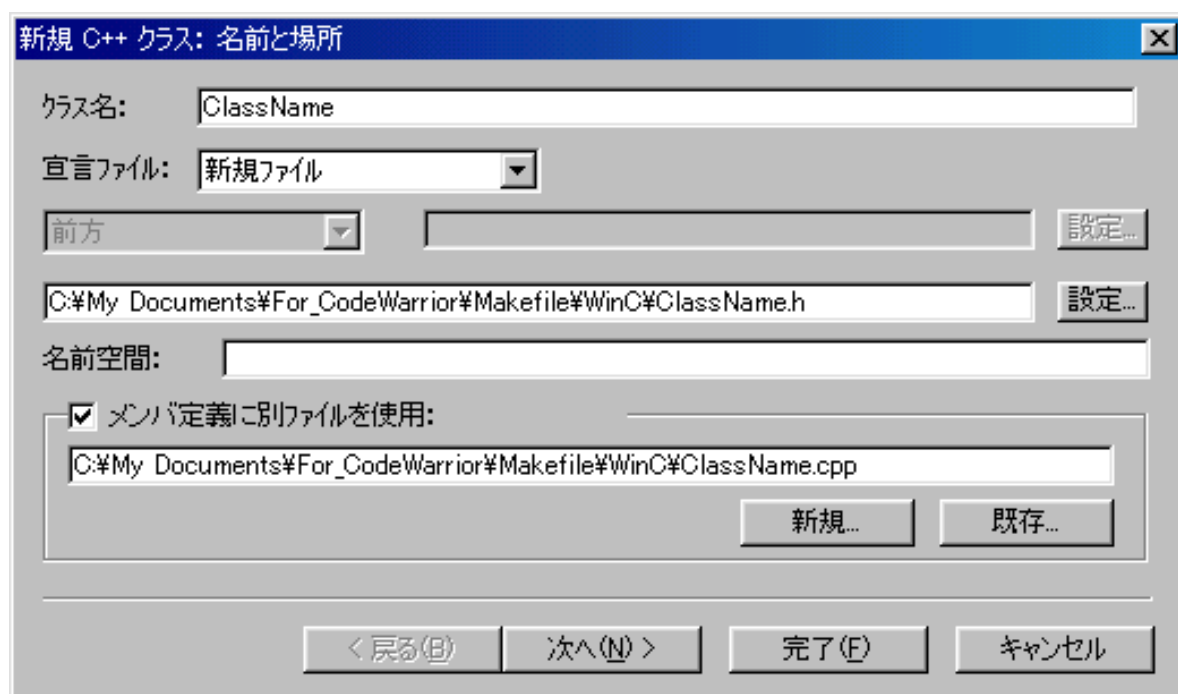 新規 C++ クラス: 名前と場所
クラス名: ClassName
宣言ファイル: 新規ファイル
前方 設定...
C:¥My Documents¥For_CodeWarrior¥Makefile¥WinC¥ClassName.h 設定...
名前空間:
メンバ定義に別ファイルを使用:
C:¥My Documents¥For_CodeWarrior¥Makefile¥WinC¥ClassName.cpp
新規... 既存...
< 戻る(B) 次へ(N) > 完了(F) キャンセル